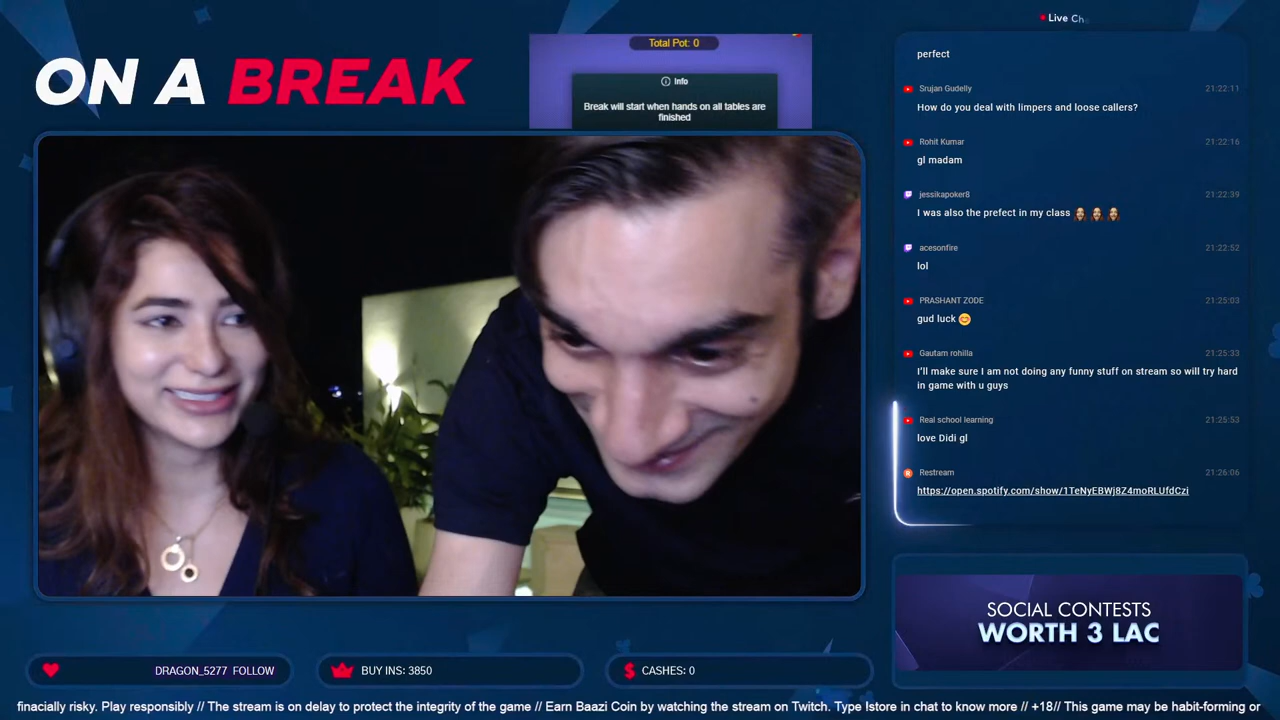 Live Ch
ON A BREAK
Total Pot: 0
Info
Break will start when hands on all tables are
finished
perfect
Srujan Gudelly 21:22:11
How do you deal with limpers and loose callers?
Rohit Kumar 21:22:16
gl madam
jessikapoker8 21:22:39
I was also the prefect in my class
acesonfire 21:22:52
lol
PRASHANT ZODE 21:25:03
gud luck 😊
Gautam rohilla 21:25:33
I'll make sure I am not doing any funny stuff on stream so will try hard
in game with u guys
Real school learning 21:25:53
love Didi gl
Restream 21:26:06
https://open.spotify.com/show/1TeNyEBWj8Z4moRLUfdCzi
SOCIAL CONTESTS
WORTH 3 LAC
DRAGON_5277 FOLLOW
BUY INS: 3850
CASHES: 0
finacially risky. Play responsibly // The stream is on delay to protect the integrity of the game // Earn Baazi Coin by watching the stream on Twitch. Type !store in chat to know more // +18// This game may be habit-forming or